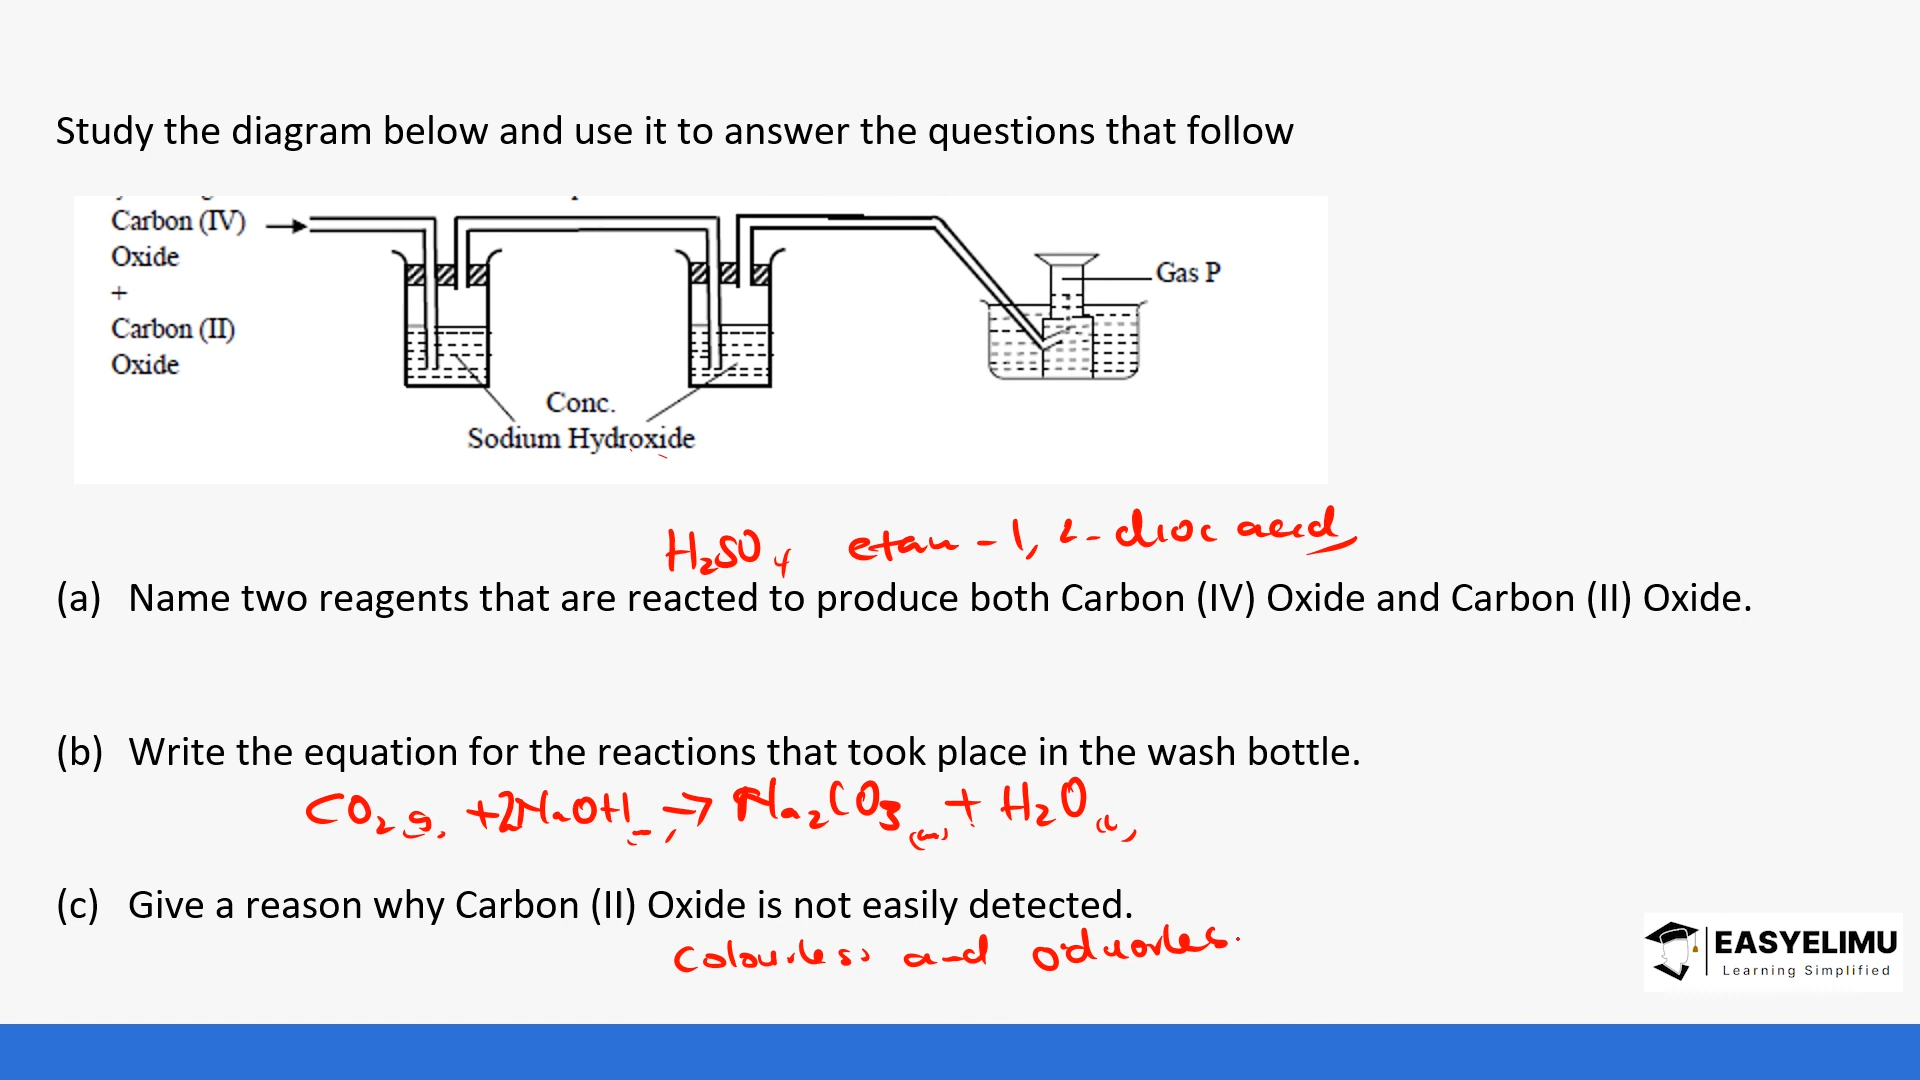 Study the diagram below and use it to answer the questions that follow
Carbon (IV)
Oxide
+
Carbon (II)
Oxide
Gas P
Conc.
Sodium Hydroxide
H₂SO₄ etan - 1, 2 - dioc acid
(a) Name two reagents that are reacted to produce both Carbon (IV) Oxide and Carbon (II) Oxide.
(b) Write the equation for the reactions that took place in the wash bottle.
CO₂ g, + 2NaOH → Na₂CO₃ + H₂O (l)
(c) Give a reason why Carbon (II) Oxide is not easily detected.
Colourless and
EASYELIMU
Learning Simplified